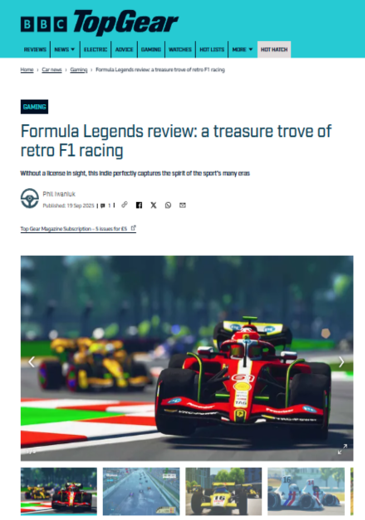 BBC TopGear
REVIEWS NEWS ELECTRIC ADVICE GAMING WATCHES HOT LISTS MORE HOT HATCH
Home › Car news › Gaming › Formula Legends review: a treasure trove of retro F1 racing
GAMING
Formula Legends review: a treasure trove of
retro F1 racing
Without a license in sight, this indie perfectly captures the spirit of the sport's many eras
Phil Iwaniuk
Published: 19 Sep 2025
Top Gear Magazine Subscription - 5 issues for £5